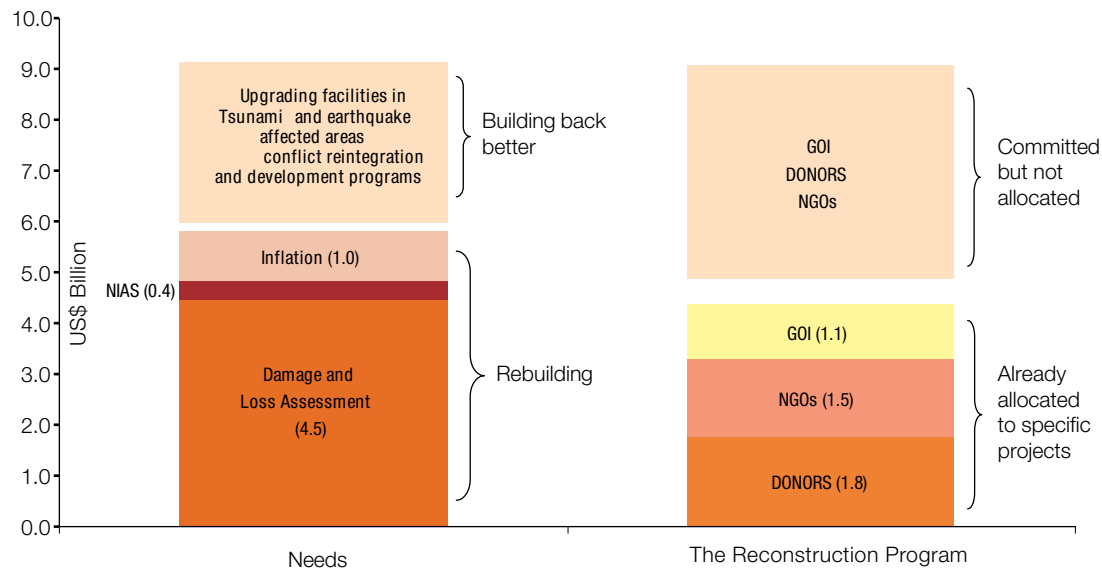 10.0
9.0
8.0
7.0
6.0
5.0
4.0
3.0
2.0
1.0
0.0
US$ Billion
Upgrading facilities in
Tsunami and earthquake
affected areas
conflict reintegration
and development programs
Building back
better
Inflation (1.0)
NIAS (0.4)
Damage and
Loss Assessment
(4.5)
Rebuilding
Needs
GOI
DONORS
NGOs
Committed
but not
allocated
GOI (1.1)
NGOs (1.5)
DONORS (1.8)
Already
allocated
to specific
projects
The Reconstruction Program